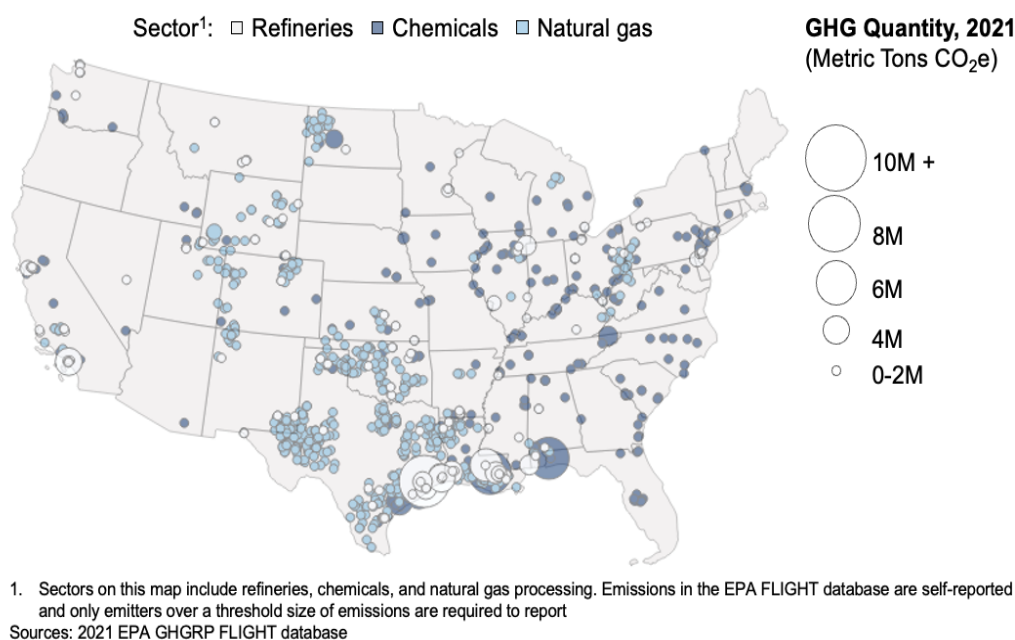 Sector¹: Refineries Chemicals Natural gas
GHG Quantity, 2021
(Metric Tons CO₂e)
10M +
8M
6M
4M
0-2M
1. Sectors on this map include refineries, chemicals, and natural gas processing. Emissions in the EPA FLIGHT database are self-reported
and only emitters over a threshold size of emissions are required to report
Sources: 2021 EPA GHGRP FLIGHT database